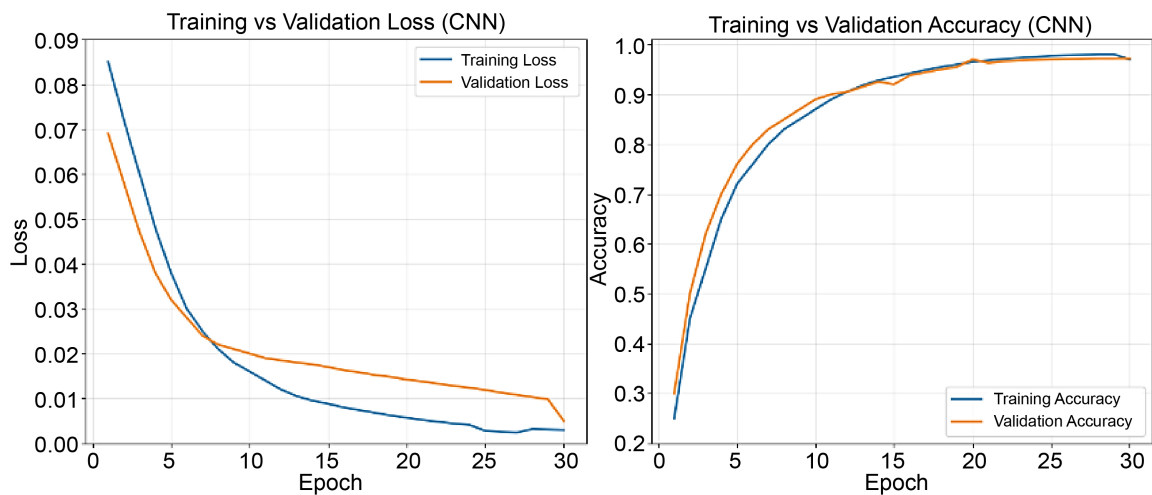 Training vs Validation Loss (CNN)
0.09
0.08
0.07
0.06
0.05
0.04
0.03
0.02
0.01
0.00
Loss
Training Loss
Validation Loss
0 5 10 15 20 25 30
Epoch
Training vs Validation Accuracy (CNN)
1.0
0.9
0.8
0.7
0.6
0.5
0.4
0.3
0.2
Accuracy
Training Accuracy
Validation Accuracy
0 5 10 15 20 25 30
Epoch